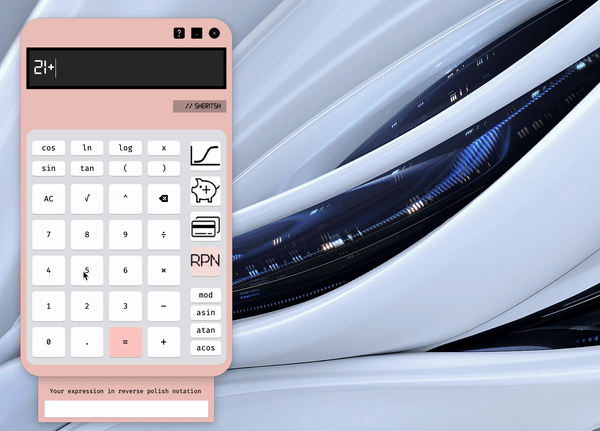 ?
21+
// SHERITSH
cos ln log x
sin tan ( )
AC √ ^
7 8 9 ÷
4 5 6 ×
RPN
1 2 3 −
mod
asin
0 . = +
atan
acos
Your expression in reverse polish notation